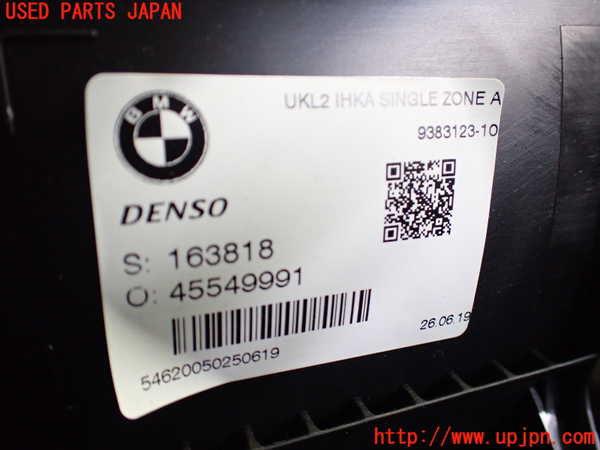 USED PARTS JAPAN
BMW
UKL2 IHKA SINGLE ZONE A
9383123-10
DENSO
S: 163818
O: 45549991
26.06.19
54620050250619
http://www.upjpn.com